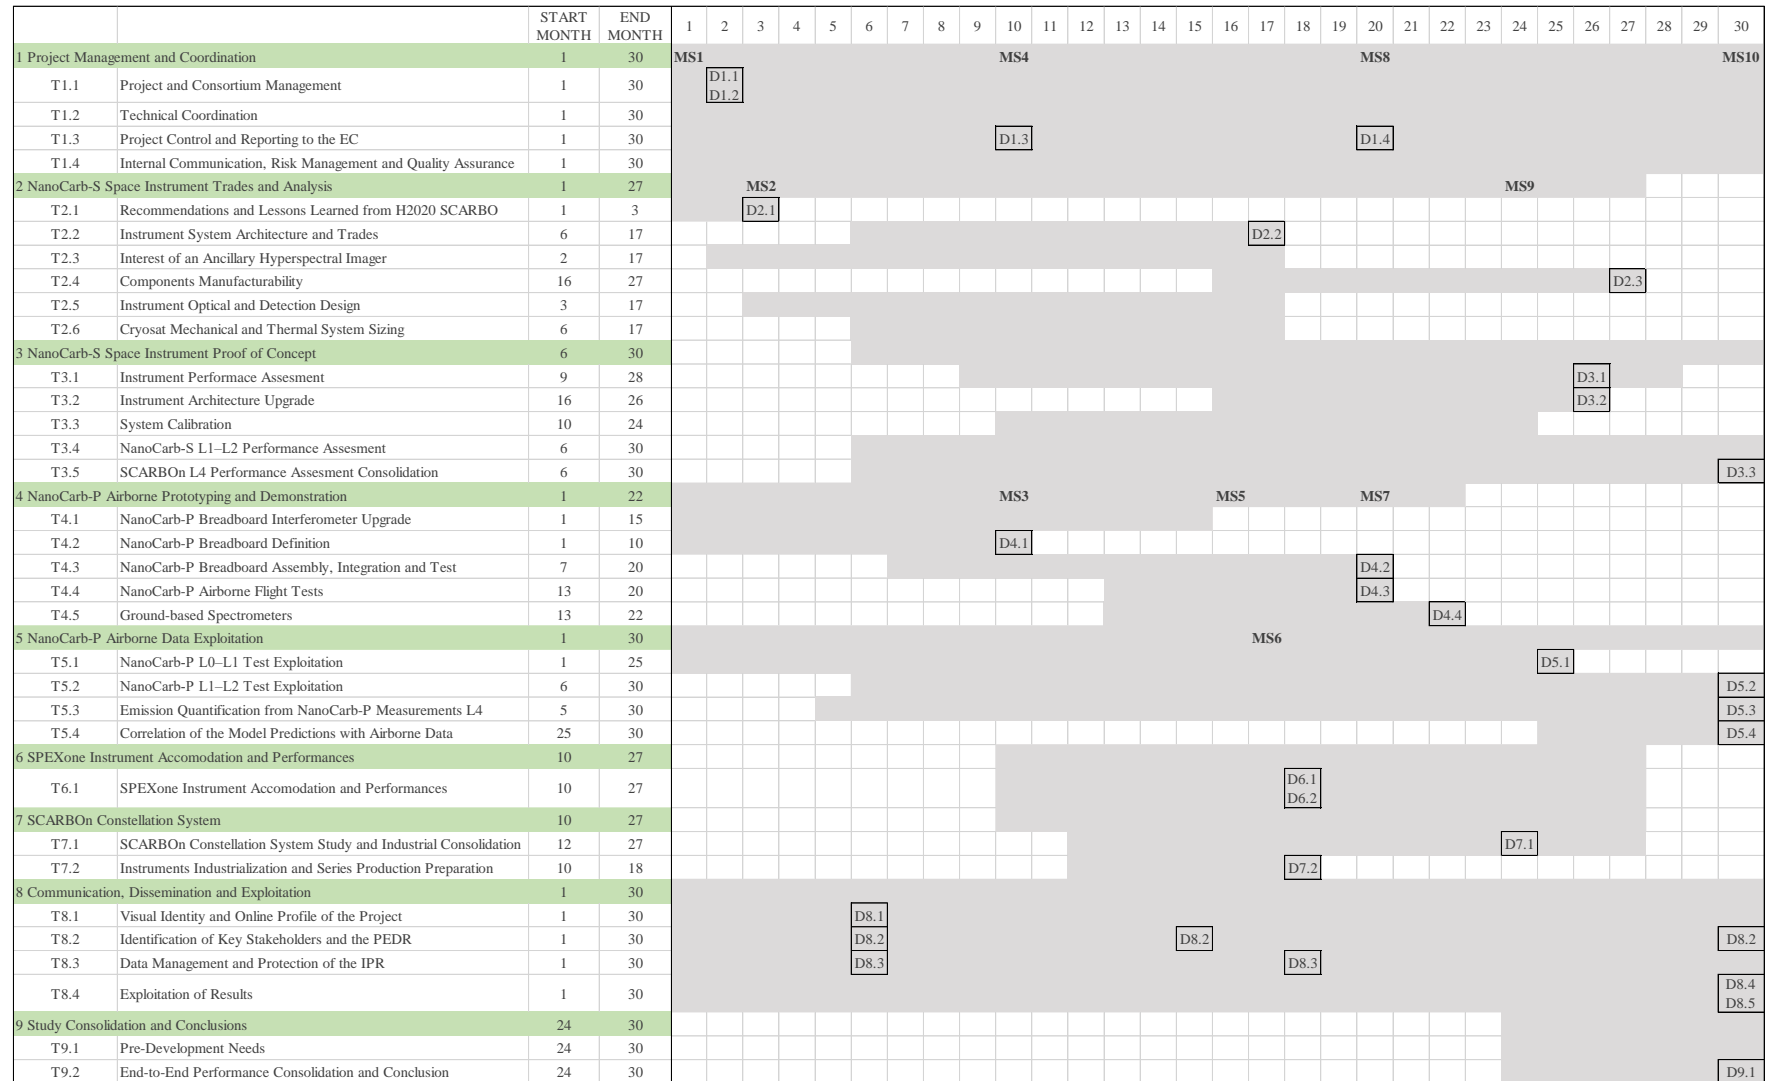 START MONTH END MONTH 1 2 3 4 5 6 7 8 9 10 11 12 13 14 15 16 17 18 19 20 21 22 23 24 25 26 27 28 29 30
1 Project Management and Coordination 1 30 MS1 MS4 MS8 MS10
T1.1 Project and Consortium Management 1 30 D1.1 D1.2
T1.2 Technical Coordination 1 30
T1.3 Project Control and Reporting to the EC 1 30 D1.3 D1.4
T1.4 Internal Communication, Risk Management and Quality Assurance 1 30
2 NanoCarb-S Space Instrument Trades and Analysis 1 27 MS2 MS9
T2.1 Recommendations and Lessons Learned from H2020 SCARBO 1 3 D2.1
T2.2 Instrument System Architecture and Trades 6 17 D2.2
T2.3 Interest of an Ancillary Hyperspectral Imager 2 17
T2.4 Components Manufacturability 16 27 D2.3
T2.5 Instrument Optical and Detection Design 3 17
T2.6 Cryosat Mechanical and Thermal System Sizing 6 17
3 NanoCarb-S Space Instrument Proof of Concept 6 30
T3.1 Instrument Performace Assesment 9 28 D3.1
T3.2 Instrument Architecture Upgrade 16 26 D3.2
T3.3 System Calibration 10 24
T3.4 NanoCarb-S L1–L2 Performance Assesment 6 30
T3.5 SCARBOn L4 Performance Assesment Consolidation 6 30 D3.3
4 NanoCarb-P Airborne Prototyping and Demonstration 1 22 MS3 MS5 MS7
T4.1 NanoCarb-P Breadboard Interferometer Upgrade 1 15
T4.2 NanoCarb-P Breadboard Definition 1 10 D4.1
T4.3 NanoCarb-P Breadboard Assembly, Integration and Test 7 20 D4.2
T4.4 NanoCarb-P Airborne Flight Tests 13 20 D4.3
T4.5 Ground-based Spectrometers 13 22 D4.4
5 NanoCarb-P Airborne Data Exploitation 1 30 MS6
T5.1 NanoCarb-P L0–L1 Test Exploitation 1 25 D5.1
T5.2 NanoCarb-P L1–L2 Test Exploitation 6 30 D5.2
T5.3 Emission Quantification from NanoCarb-P Measurements L4 5 30 D5.3
T5.4 Correlation of the Model Predictions with Airborne Data 25 30 D5.4
6 SPEXone Instrument Accomodation and Performances 10 27
T6.1 SPEXone Instrument Accomodation and Performances 10 27 D6.1 D6.2
7 SCARBOn Constellation System 10 27
T7.1 SCARBOn Constellation System Study and Industrial Consolidation 12 27 D7.1
T7.2 Instruments Industrialization and Series Production Preparation 10 18 D7.2
8 Communication, Dissemination and Exploitation 1 30
T8.1 Visual Identity and Online Profile of the Project 1 30 D8.1
T8.2 Identification of Key Stakeholders and the PEDR 1 30 D8.2 D8.2 D8.2
T8.3 Data Management and Protection of the IPR 1 30 D8.3 D8.3
T8.4 Exploitation of Results 1 30 D8.4 D8.5
9 Study Consolidation and Conclusions 24 30
T9.1 Pre-Development Needs 24 30
T9.2 End-to-End Performance Consolidation and Conclusion 24 30 D9.1